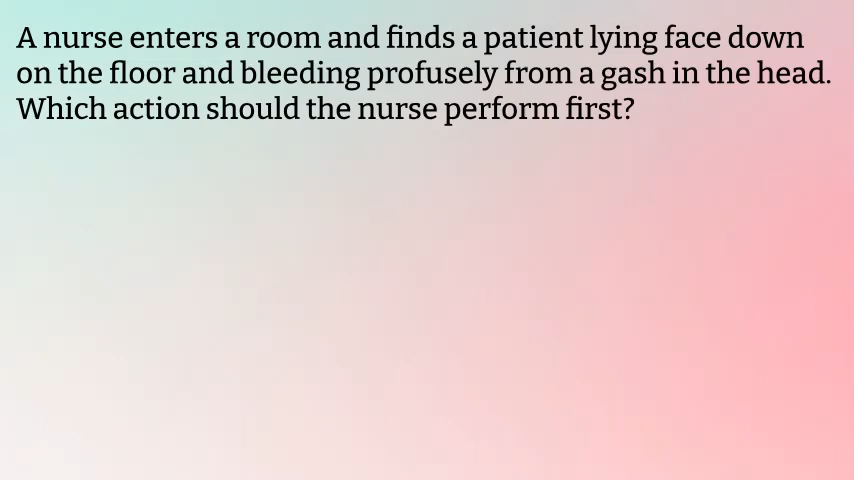 A nurse enters a room and finds a patient lying face down
on the floor and bleeding profusely from a gash in the head.
Which action should the nurse perform first?